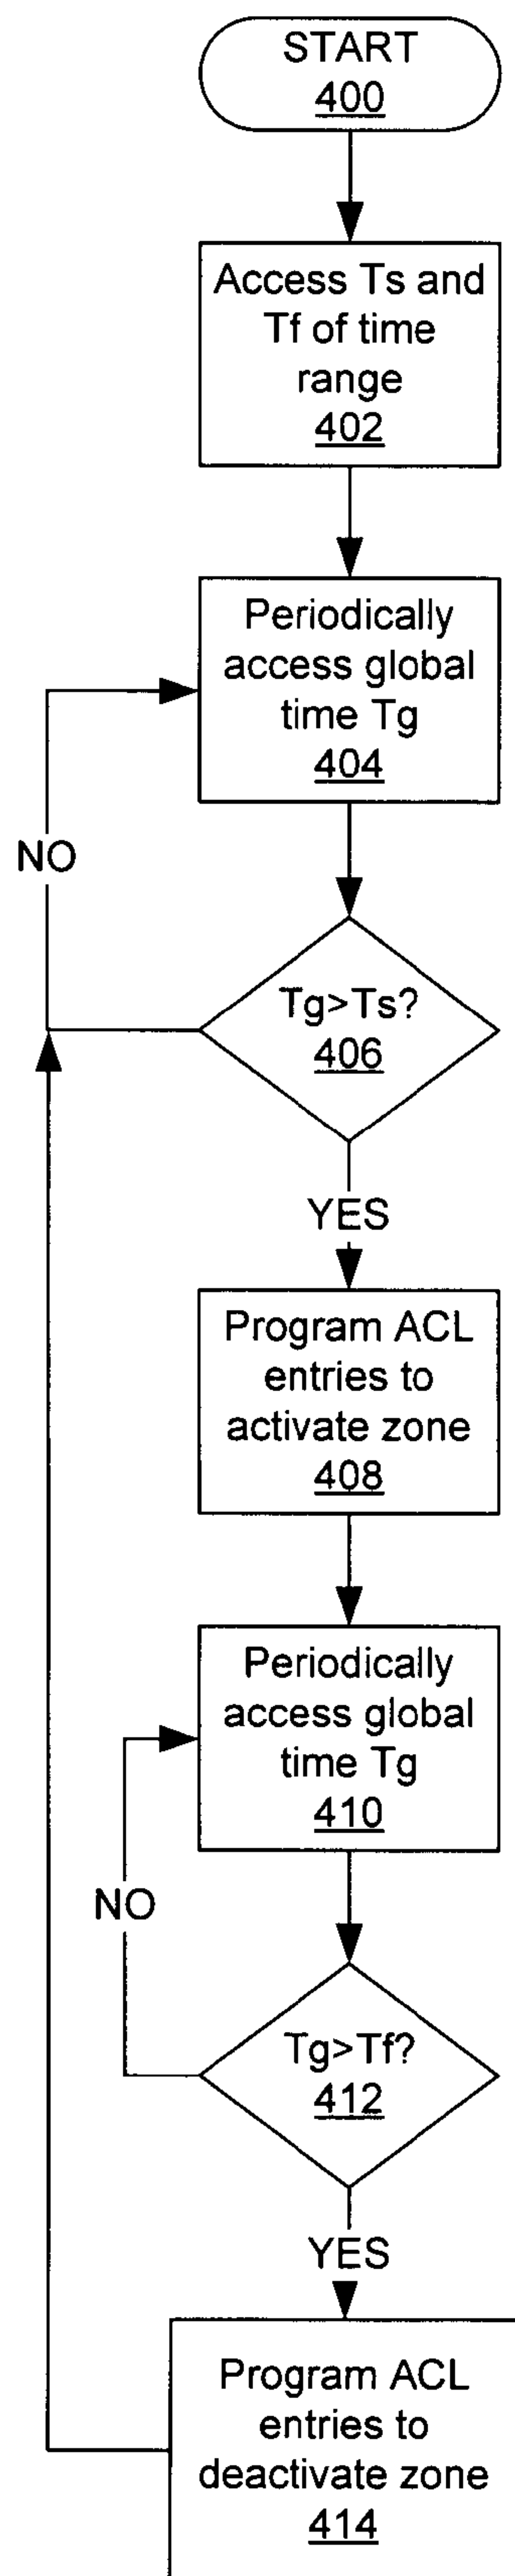 START
400
Access Ts and
Tf of time
range
402
Periodically
access global
time Tg
404
NO
Tg>Ts?
406
YES
Program ACL
entries to
activate zone
408
Periodically
access global
time Tg
410
NO
Tg>Tf?
412
YES
Program ACL
entries to
deactivate zone
414